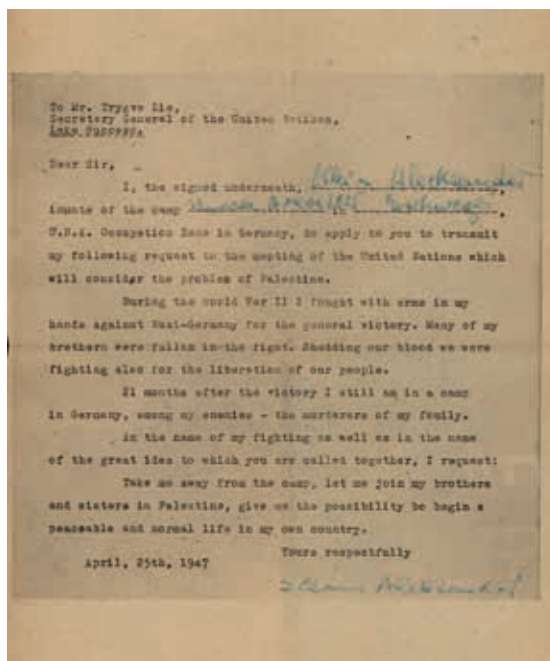 To Mr. Trygve Lie,
Secretary General of the United Nations,
Dear Sir,
I, the signed underneath,
inmate of the camp
U.S.A. Occupation Zone in Germany, do apply to you to transmit
my following request to the meeting of the United Nations which
will consider the problem of Palestine.
During the world War II I fought with arms in my
hands against Nazi-Germany for the general victory. Many of my
brothers were fallen in the fight. Shedding our blood we were
fighting also for the liberation of our people.
21 months after the victory I still am in a camp
in Germany, among my enemies - the murderers of my family.
In the name of my fighting as well as in the name
of the great idea to which you are called together, I request:
Take me away from the camp, let me join my brothers
and sisters in Palestine, give us the possibility to begin a
peaceable and normal life in my own country.
Yours respectfully
April, 25th, 1947